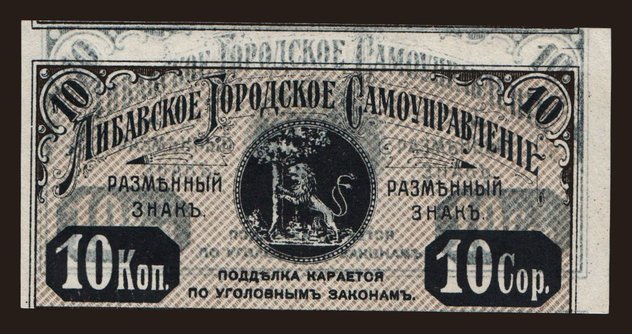 10 10
Либавское Городское Самоуправленіе
РАЗМѢННЫЙ
ЗНАКЪ.
РАЗМѢННЫЙ
ЗНАКЪ.
10 Коп.
10 Cop.
ПОДДѢЛКА КАРАЕТСЯ
ПО УГОЛОВНЫМЪ ЗАКОНАМЪ.